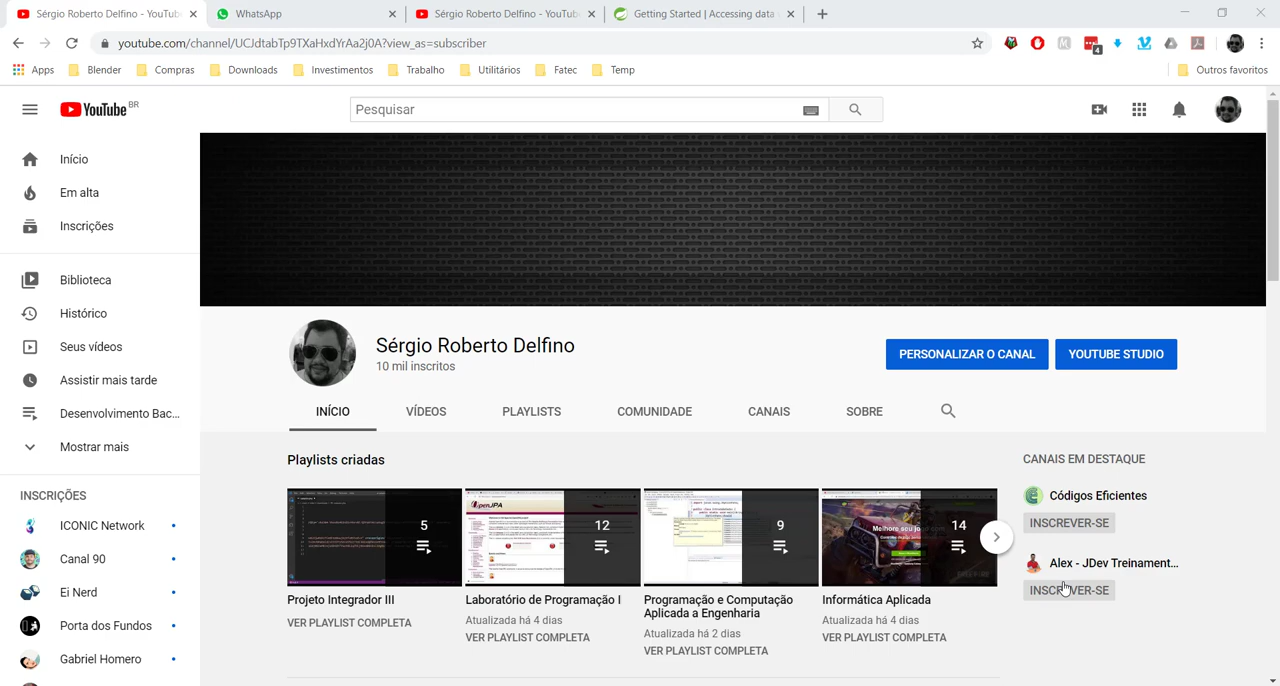 Sérgio Roberto Delfino - YouTub
WhatsApp
Sérgio Roberto Delfino - YouTub
Getting Started | Accessing data
youtube.com/channel/UCJdtabTp9TXaHxdYrAa2j0A?view_as=subscriber
Apps
Blender
Compras
Downloads
Investimentos
Trabalho
Utilitários
Fatec
Temp
Outros favoritos
YouTube BR
Pesquisar
Início
Em alta
Inscrições
Biblioteca
Histórico
Seus vídeos
Assistir mais tarde
Desenvolvimento Bac...
Mostrar mais
INSCRIÇÕES
ICONIC Network
Canal 90
Ei Nerd
Porta dos Fundos
Gabriel Homero
Sérgio Roberto Delfino
10 mil inscritos
PERSONALIZAR O CANAL
YOUTUBE STUDIO
INÍCIO
VÍDEOS
PLAYLISTS
COMUNIDADE
CANAIS
SOBRE
Playlists criadas
5
Projeto Integrador III
VER PLAYLIST COMPLETA
12
Laboratório de Programação I
Atualizada há 4 dias
VER PLAYLIST COMPLETA
9
Programação e Computação
Aplicada a Engenharia
Atualizada há 2 dias
VER PLAYLIST COMPLETA
14
Informática Aplicada
Atualizada há 4 dias
VER PLAYLIST COMPLETA
CANAIS EM DESTAQUE
Códigos Eficientes
INSCREVER-SE
Alex - JDev Treinament...
INSCREVER-SE